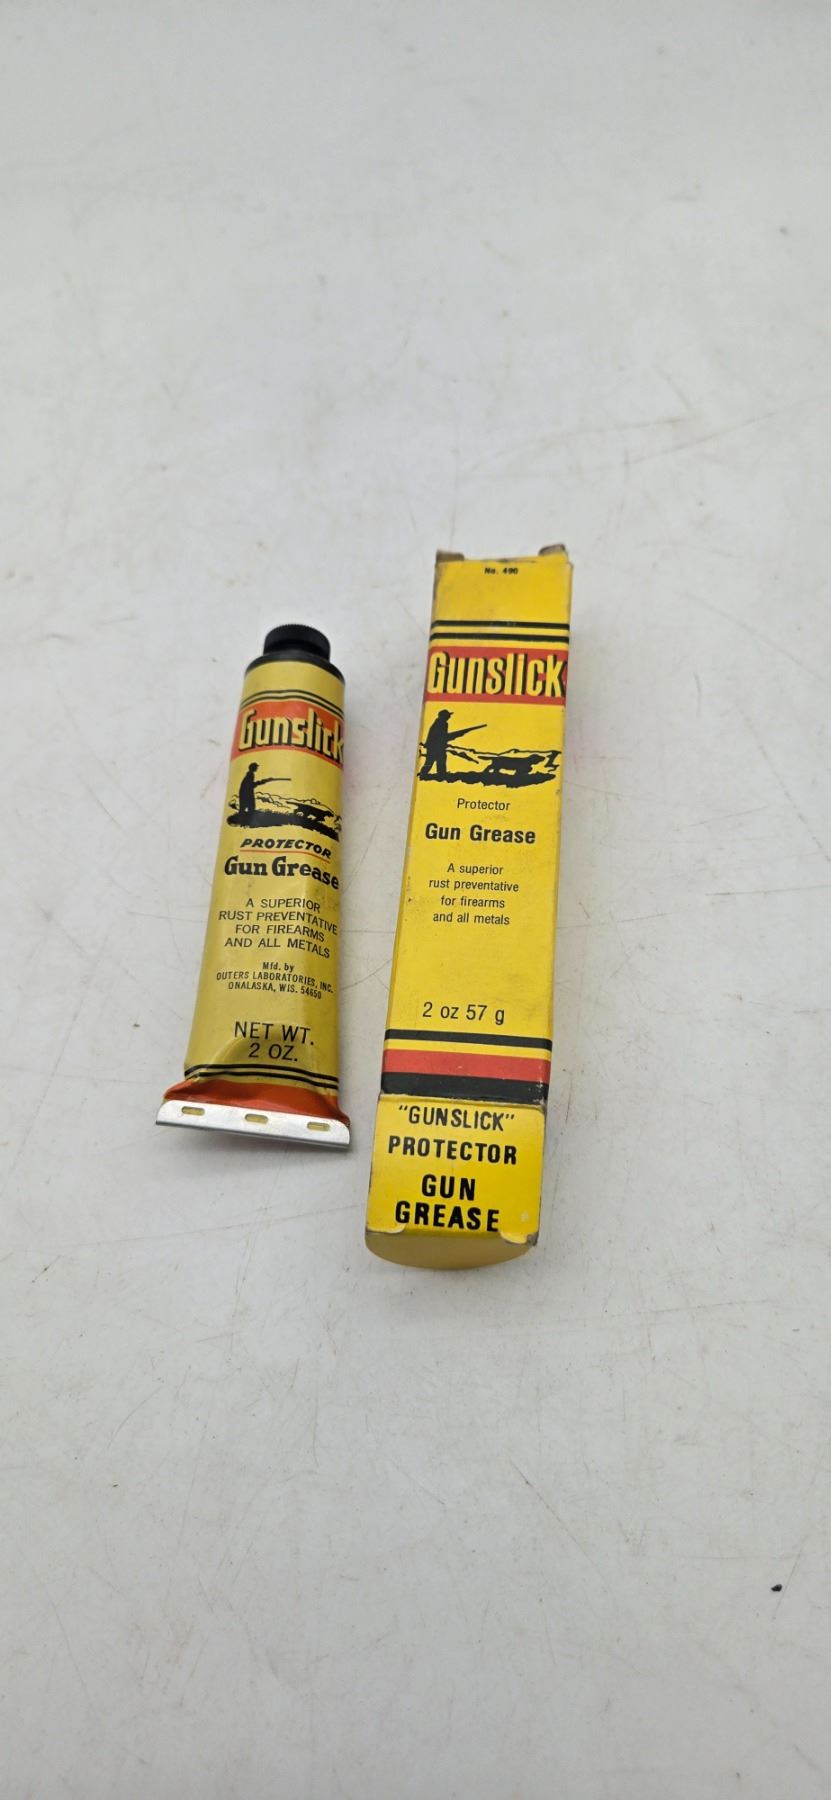 Gunslick
PROTECTOR
Gun Grease
A SUPERIOR
RUST PREVENTATIVE
FOR FIREARMS
AND ALL METALS
Mfd. by
OUTERS LABORATORIES, INC.
ONALASKA, WIS. 54650
NET WT.
2 OZ.
No. 490
Gunslick
Protector
Gun Grease
A superior
rust preventative
for firearms
and all metals
2 oz 57 g
"GUNSLICK"
PROTECTOR
GUN
GREASE